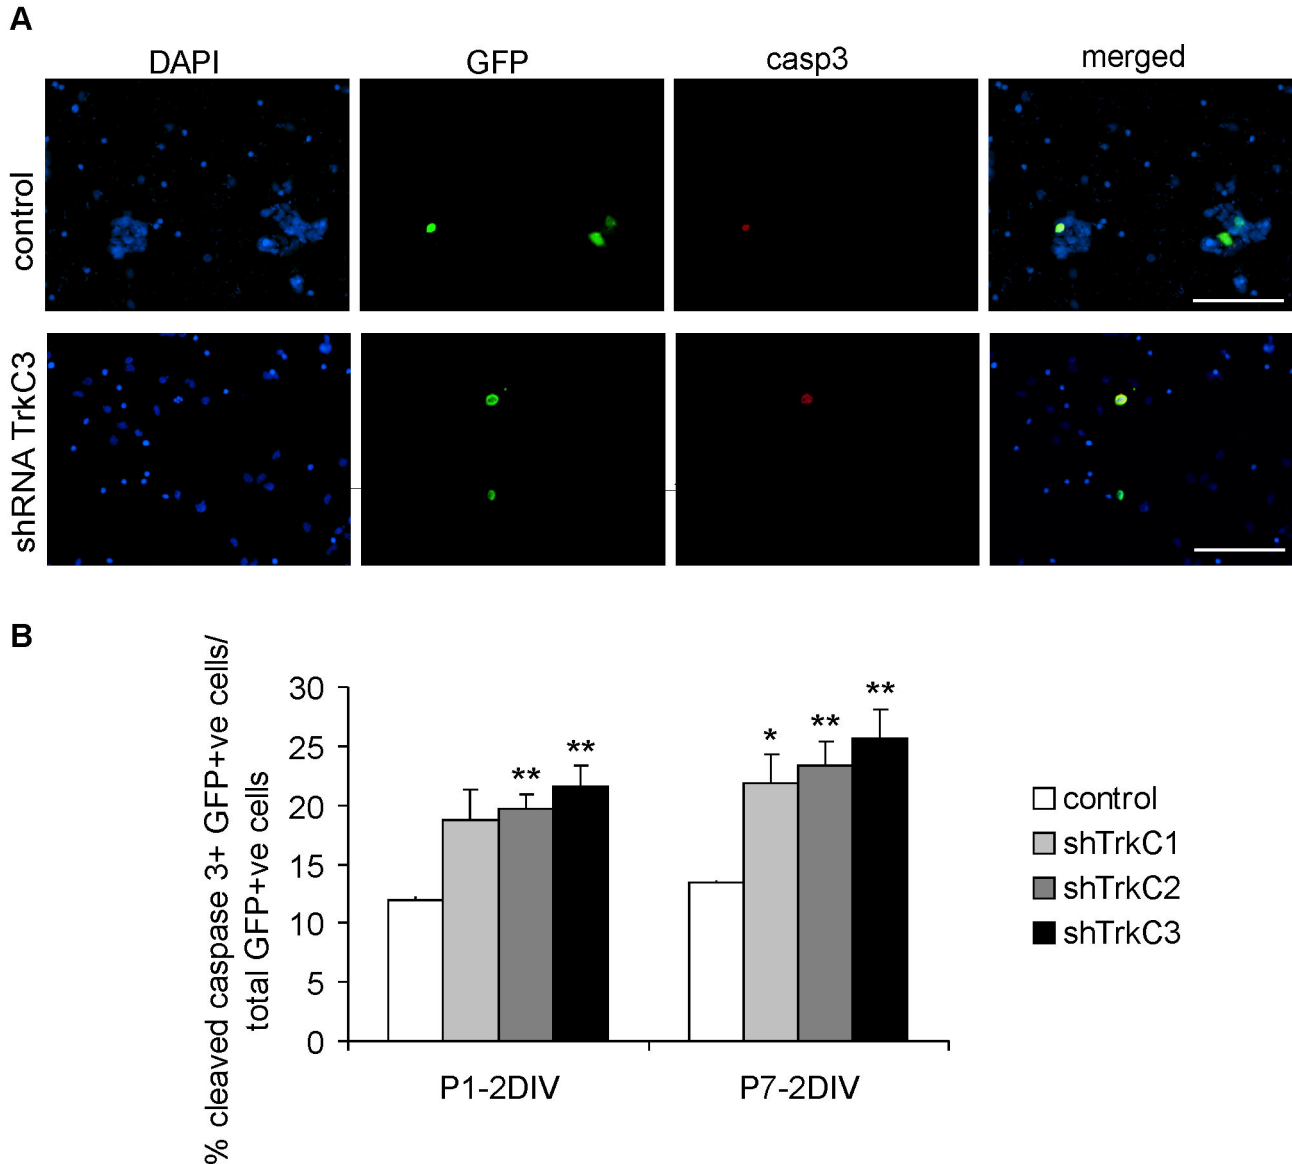 A
DAPI GFP casp3 merged
control
shRNA TrkC3
B
% cleaved caspase 3+ GFP+ve cells/
total GFP+ve cells
30
25
20
15
10
5
0
** **
* ** **
P1-2DIV P7-2DIV
control
shTrkC1
shTrkC2
shTrkC3